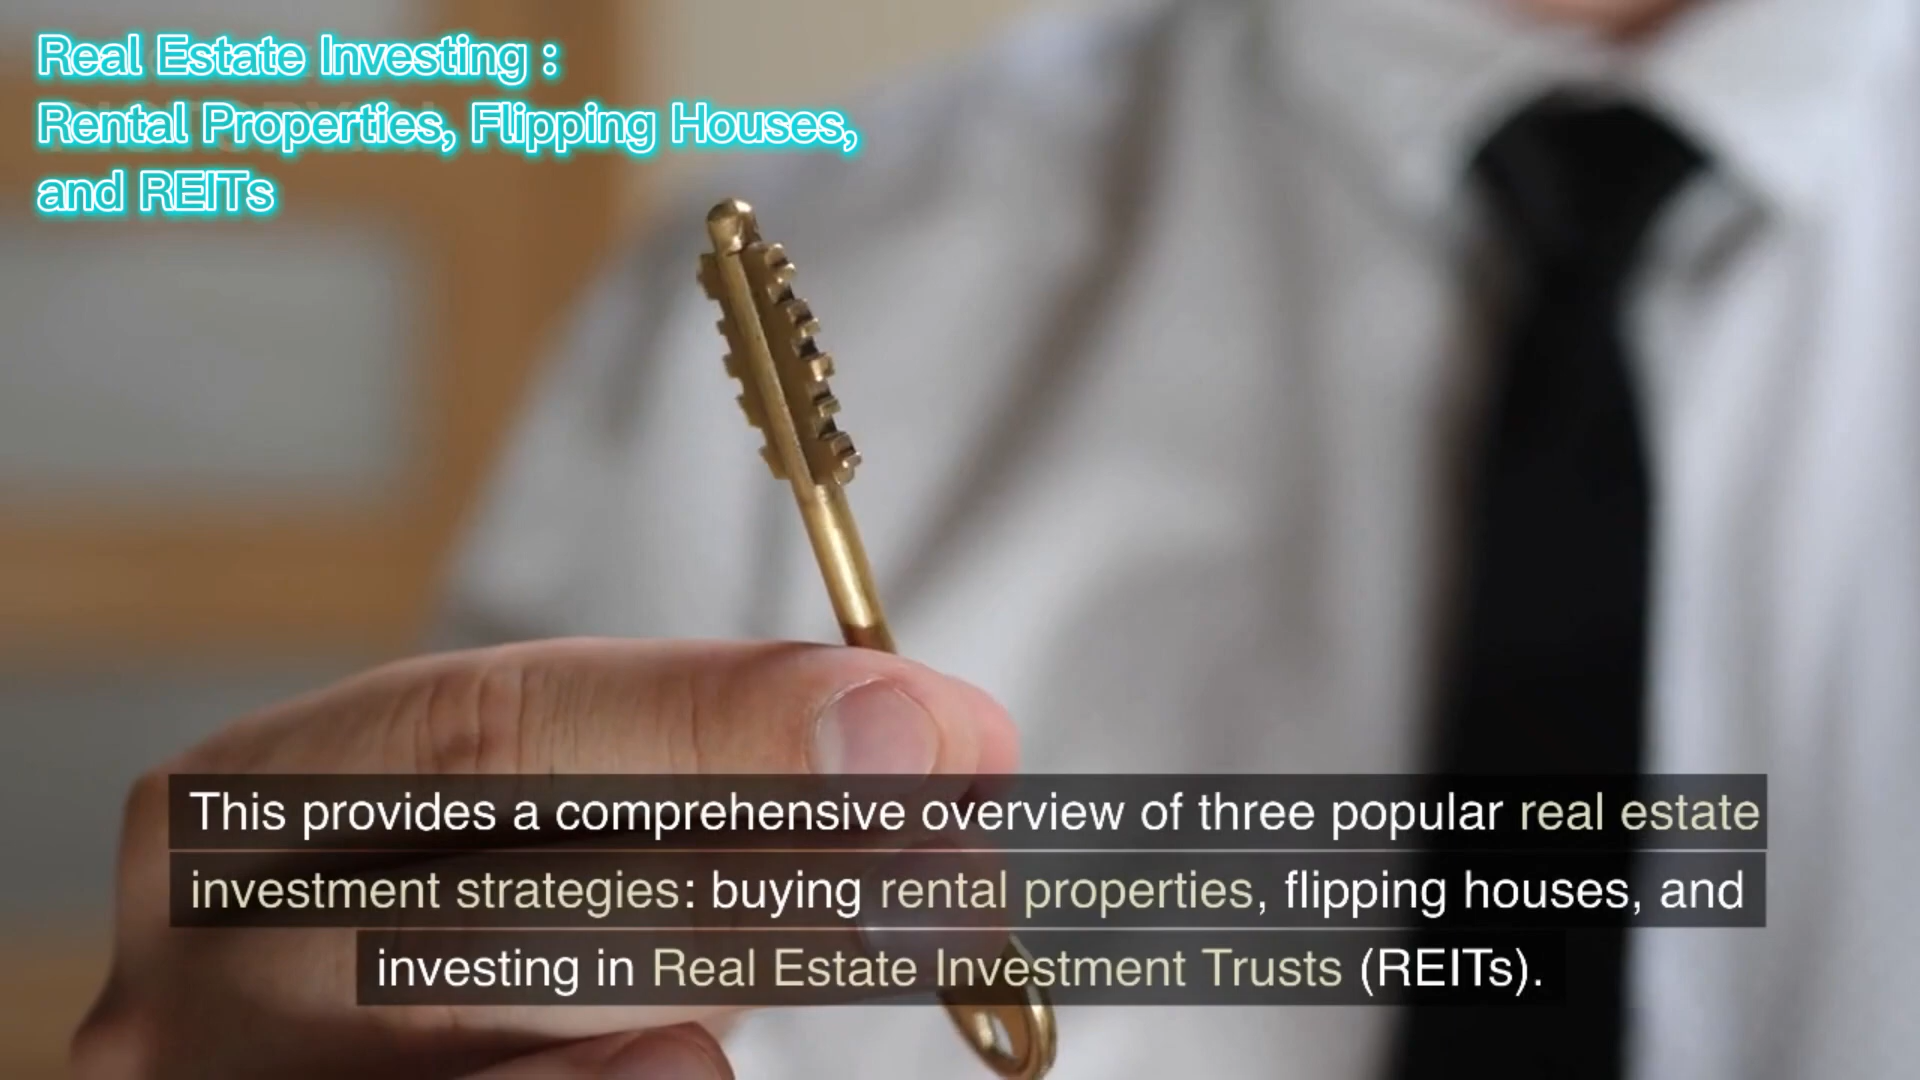 Real Estate Investing :
Rental Properties, Flipping Houses,
and REITs
This provides a comprehensive overview of three popular real estate
investment strategies: buying rental properties, flipping houses, and
investing in Real Estate Investment Trusts (REITs).